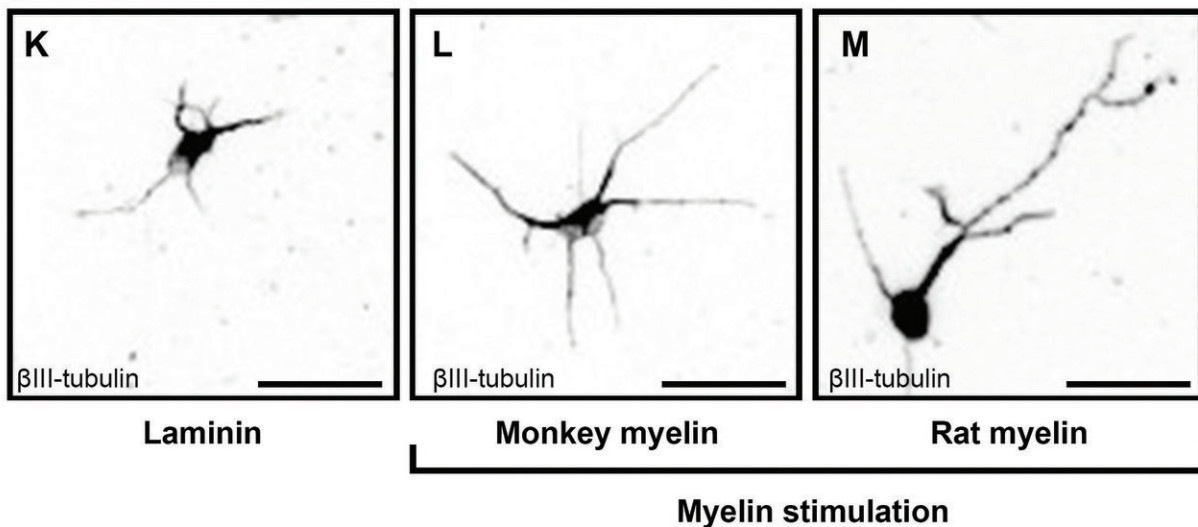 K
L
M
βIII-tubulin
βIII-tubulin
βIII-tubulin
Laminin
Monkey myelin
Rat myelin
Myelin stimulation